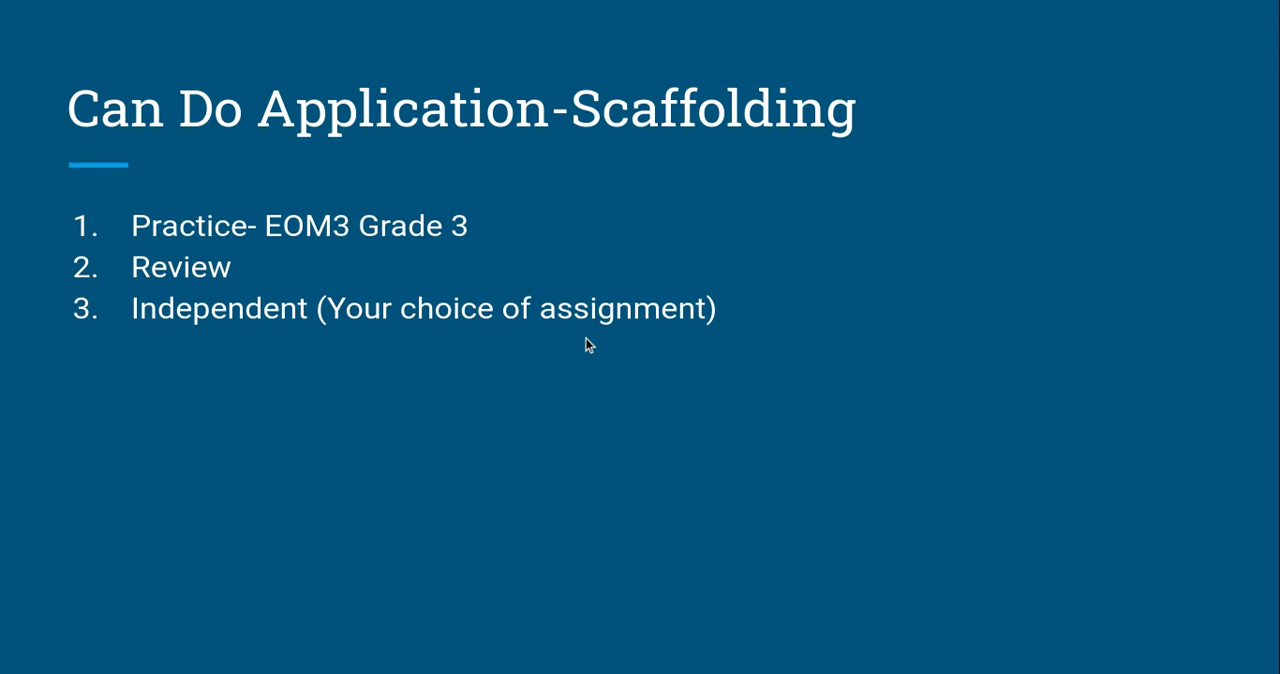 Can Do Application-Scaffolding
1. Practice- EOM3 Grade 3
2. Review
3. Independent (Your choice of assignment)